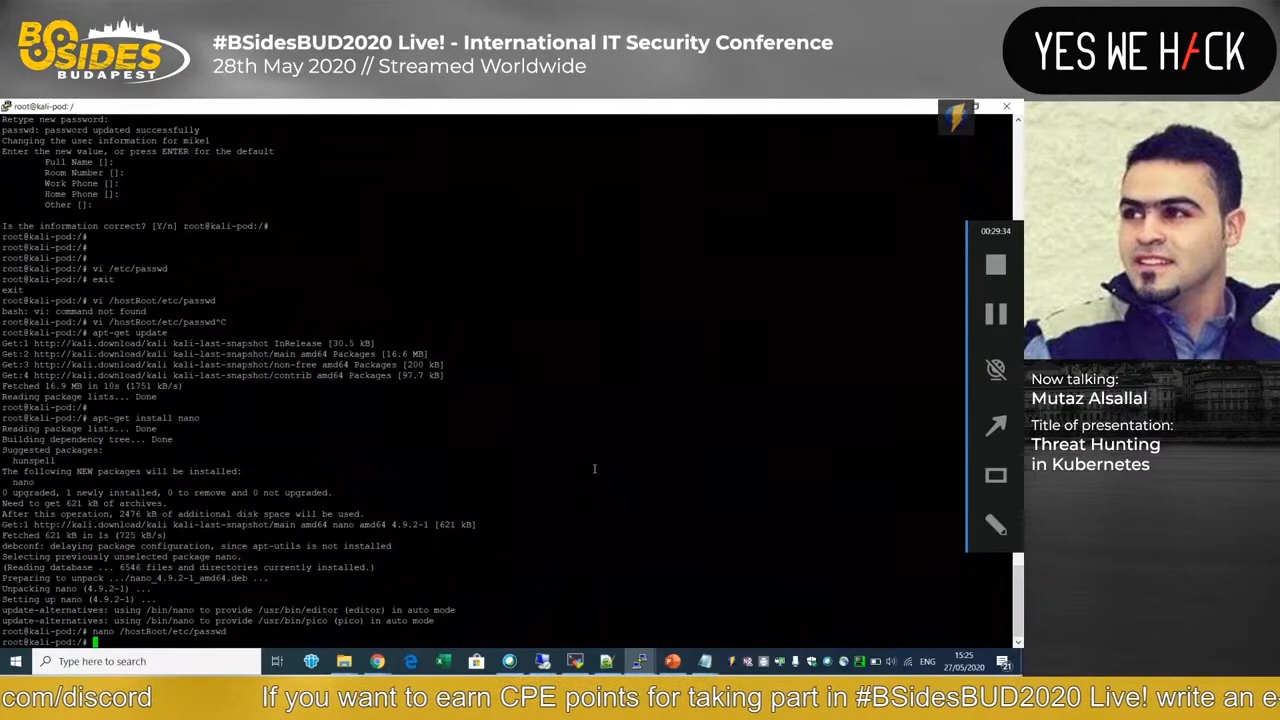 BSIDES
BUDAPEST
#BSidesBUD2020 Live! - International IT Security Conference
28th May 2020 // Streamed Worldwide
YES WE H/CK
root@kali-pod: /
Retype new password:
passwd: password updated successfully
Changing the user information for mikel
Enter the new value, or press ENTER for the default
Full Name []:
Room Number []:
Work Phone []:
Home Phone []:
Other []:
Is the information correct? [Y/n] root@kali-pod:/#
root@kali-pod:/#
root@kali-pod:/#
root@kali-pod:/#
root@kali-pod:/# vi /etc/passwd
root@kali-pod:/# exit
exit
root@kali-pod:/# vi /hostRoot/etc/passwd
bash: vi: command not found
root@kali-pod:/# vi /hostRoot/etc/passwd^C
root@kali-pod:/# apt-get update
Get:1 http://kali.download/kali kali-last-snapshot InRelease [30.5 kB]
Get:2 http://kali.download/kali kali-last-snapshot/main amd64 Packages [16.6 MB]
Get:3 http://kali.download/kali kali-last-snapshot/non-free amd64 Packages [200 kB]
Get:4 http://kali.download/kali kali-last-snapshot/contrib amd64 Packages [97.7 kB]
Fetched 16.9 MB in 10s (1751 kB/s)
Reading package lists... Done
root@kali-pod:/#
root@kali-pod:/# apt-get install nano
Reading package lists... Done
Building dependency tree... Done
Suggested packages:
hunspell
The following NEW packages will be installed:
nano
0 upgraded, 1 newly installed, 0 to remove and 0 not upgraded.
Need to get 621 kB of archives.
After this operation, 2476 kB of additional disk space will be used.
Get:1 http://kali.download/kali kali-last-snapshot/main amd64 nano amd64 4.9.2-1 [621 kB]
Fetched 621 kB in 1s (725 kB/s)
debconf: delaying package configuration, since apt-utils is not installed
Selecting previously unselected package nano.
(Reading database ... 6546 files and directories currently installed.)
Preparing to unpack .../nano_4.9.2-1_amd64.deb ...
Unpacking nano (4.9.2-1) ...
Setting up nano (4.9.2-1) ...
update-alternatives: using /bin/nano to provide /usr/bin/editor (editor) in auto mode
update-alternatives: using /bin/nano to provide /usr/bin/pico (pico) in auto mode
root@kali-pod:/# nano /hostRoot/etc/passwd
root@kali-pod:/#
00:29:34
Now talking:
Mutaz Alsallal
Title of presentation:
Threat Hunting
in Kubernetes
Type here to search
ENG
15:25
27/05/2020
21
com/discord
If you want to earn CPE points for taking part in #BSidesBUD2020 Live! write an e-